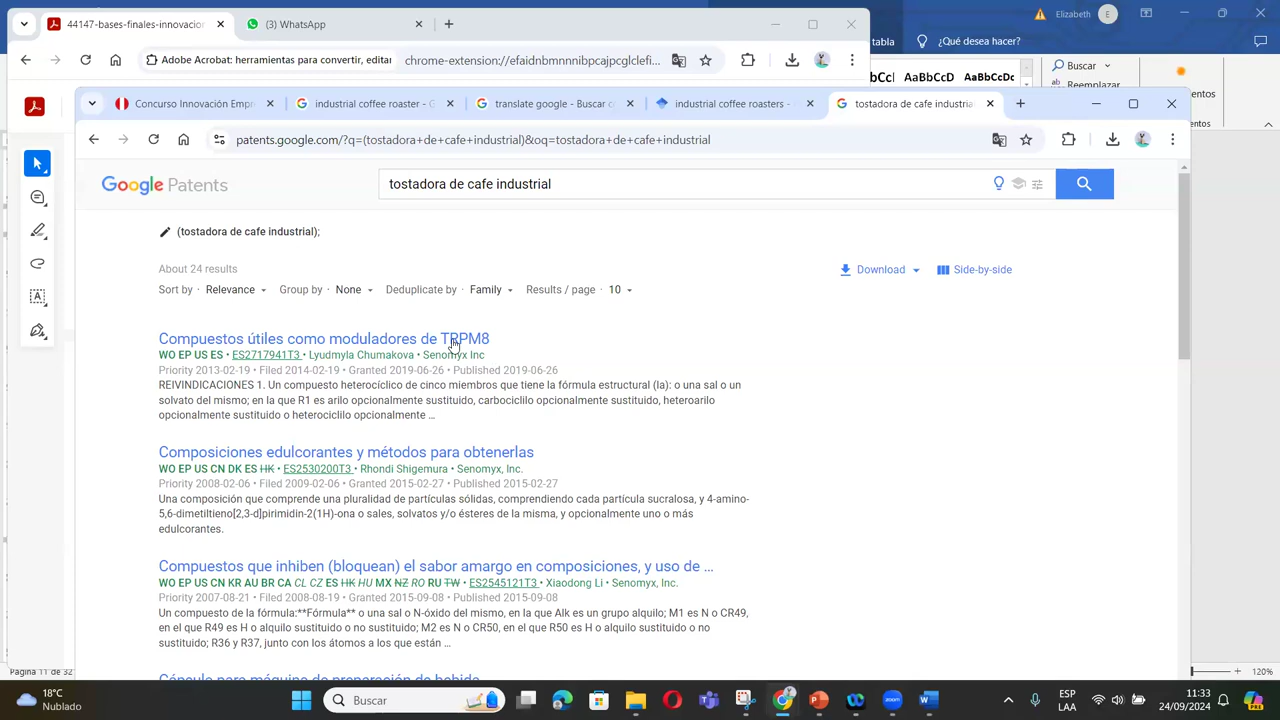 Elizabeth E
44147-bases-finales-innovacion
(3) WhatsApp
tabla
¿Qué desea hacer?
Adobe Acrobat: herramientas para convertir, editar
chrome-extension://efaidnbmnnnibpcajpcglclefi...
AaBbCcD
Buscar
Reemplazar
Concurso Innovación Empr
industrial coffee roaster - G
translate google - Buscar c
industrial coffee roasters -
tostadora de cafe industrial
patents.google.com/?q=(tostadora+de+cafe+industrial)&oq=tostadora+de+cafe+industrial
Google Patents
tostadora de cafe industrial
(tostadora de cafe industrial);
About 24 results
Download
Side-by-side
Sort by · Relevance
Group by · None
Deduplicate by · Family
Results / page · 10
Compuestos útiles como moduladores de TRPM8
WO EP US ES • ES2717941T3 • Lyudmyla Chumakova • Senomyx Inc
Priority 2013-02-19 • Filed 2014-02-19 • Granted 2019-06-26 • Published 2019-06-26
REIVINDICACIONES 1. Un compuesto heterocíclico de cinco miembros que tiene la fórmula estructural (Ia): o una sal o un
solvato del mismo; en la que R1 es arilo opcionalmente sustituido, carbociclilo opcionalmente sustituido, heteroarilo
opcionalmente sustituido o heterociclilo opcionalmente ...
Composiciones edulcorantes y métodos para obtenerlas
WO EP US CN DK ES HK • ES2530200T3 • Rhondi Shigemura • Senomyx, Inc.
Priority 2008-02-06 • Filed 2009-02-06 • Granted 2015-02-27 • Published 2015-02-27
Una composición que comprende una pluralidad de partículas sólidas, comprendiendo cada partícula sucralosa, y 4-amino-
5,6-dimetiltieno[2,3-d]pirimidin-2(1H)-ona o sales, solvatos y/o ésteres de la misma, y opcionalmente uno o más
edulcorantes.
Compuestos que inhiben (bloquean) el sabor amargo en composiciones, y uso de ...
WO EP US CN KR AU BR CA CL CZ ES HK HU MX NZ RO RU TW • ES2545121T3 • Xiaodong Li • Senomyx, Inc.
Priority 2007-08-21 • Filed 2008-08-19 • Granted 2015-09-08 • Published 2015-09-08
Un compuesto de la fórmula:**Fórmula** o una sal o N-óxido del mismo, en la que Alk es un grupo alquilo; M1 es N o CR49,
en el que R49 es H o alquilo sustituido o no sustituido; M2 es N o CR50, en el que R50 es H o alquilo sustituido o no
sustituido; R36 y R37, junto con los átomos a los que están ...
Cápsula para máquina de preparación de bebida
Página 11 de 32
120%
18°C
Nublado
Buscar
ESP
LAA
11:33
24/09/2024